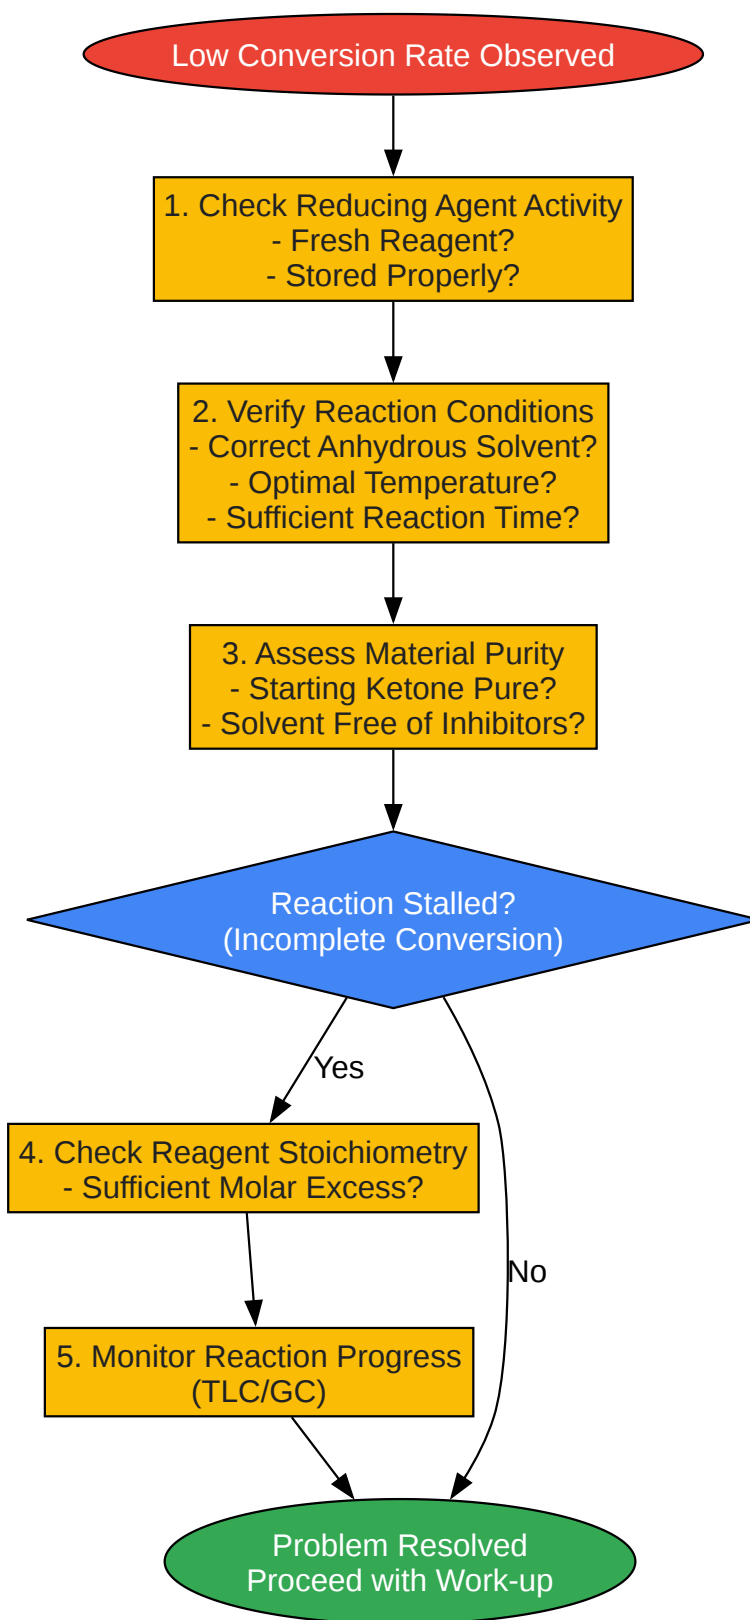 Low Conversion Rate Observed
1. Check Reducing Agent Activity
- Fresh Reagent?
- Stored Properly?
2. Verify Reaction Conditions
- Correct Anhydrous Solvent?
- Optimal Temperature?
- Sufficient Reaction Time?
3. Assess Material Purity
- Starting Ketone Pure?
- Solvent Free of Inhibitors?
Reaction Stalled?
(Incomplete Conversion)
Yes
4. Check Reagent Stoichiometry
- Sufficient Molar Excess?
No
5. Monitor Reaction Progress
(TLC/GC)
Problem Resolved
Proceed with Work-up